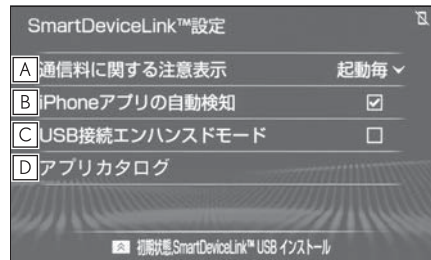 SmartDeviceLink™設定
A 通信料に関する注意表示 起動毎
B iPhoneアプリの自動検知
C USB接続エンハンスドモード
D アプリカタログ
初期状態,SmartDeviceLink™ USB インストール